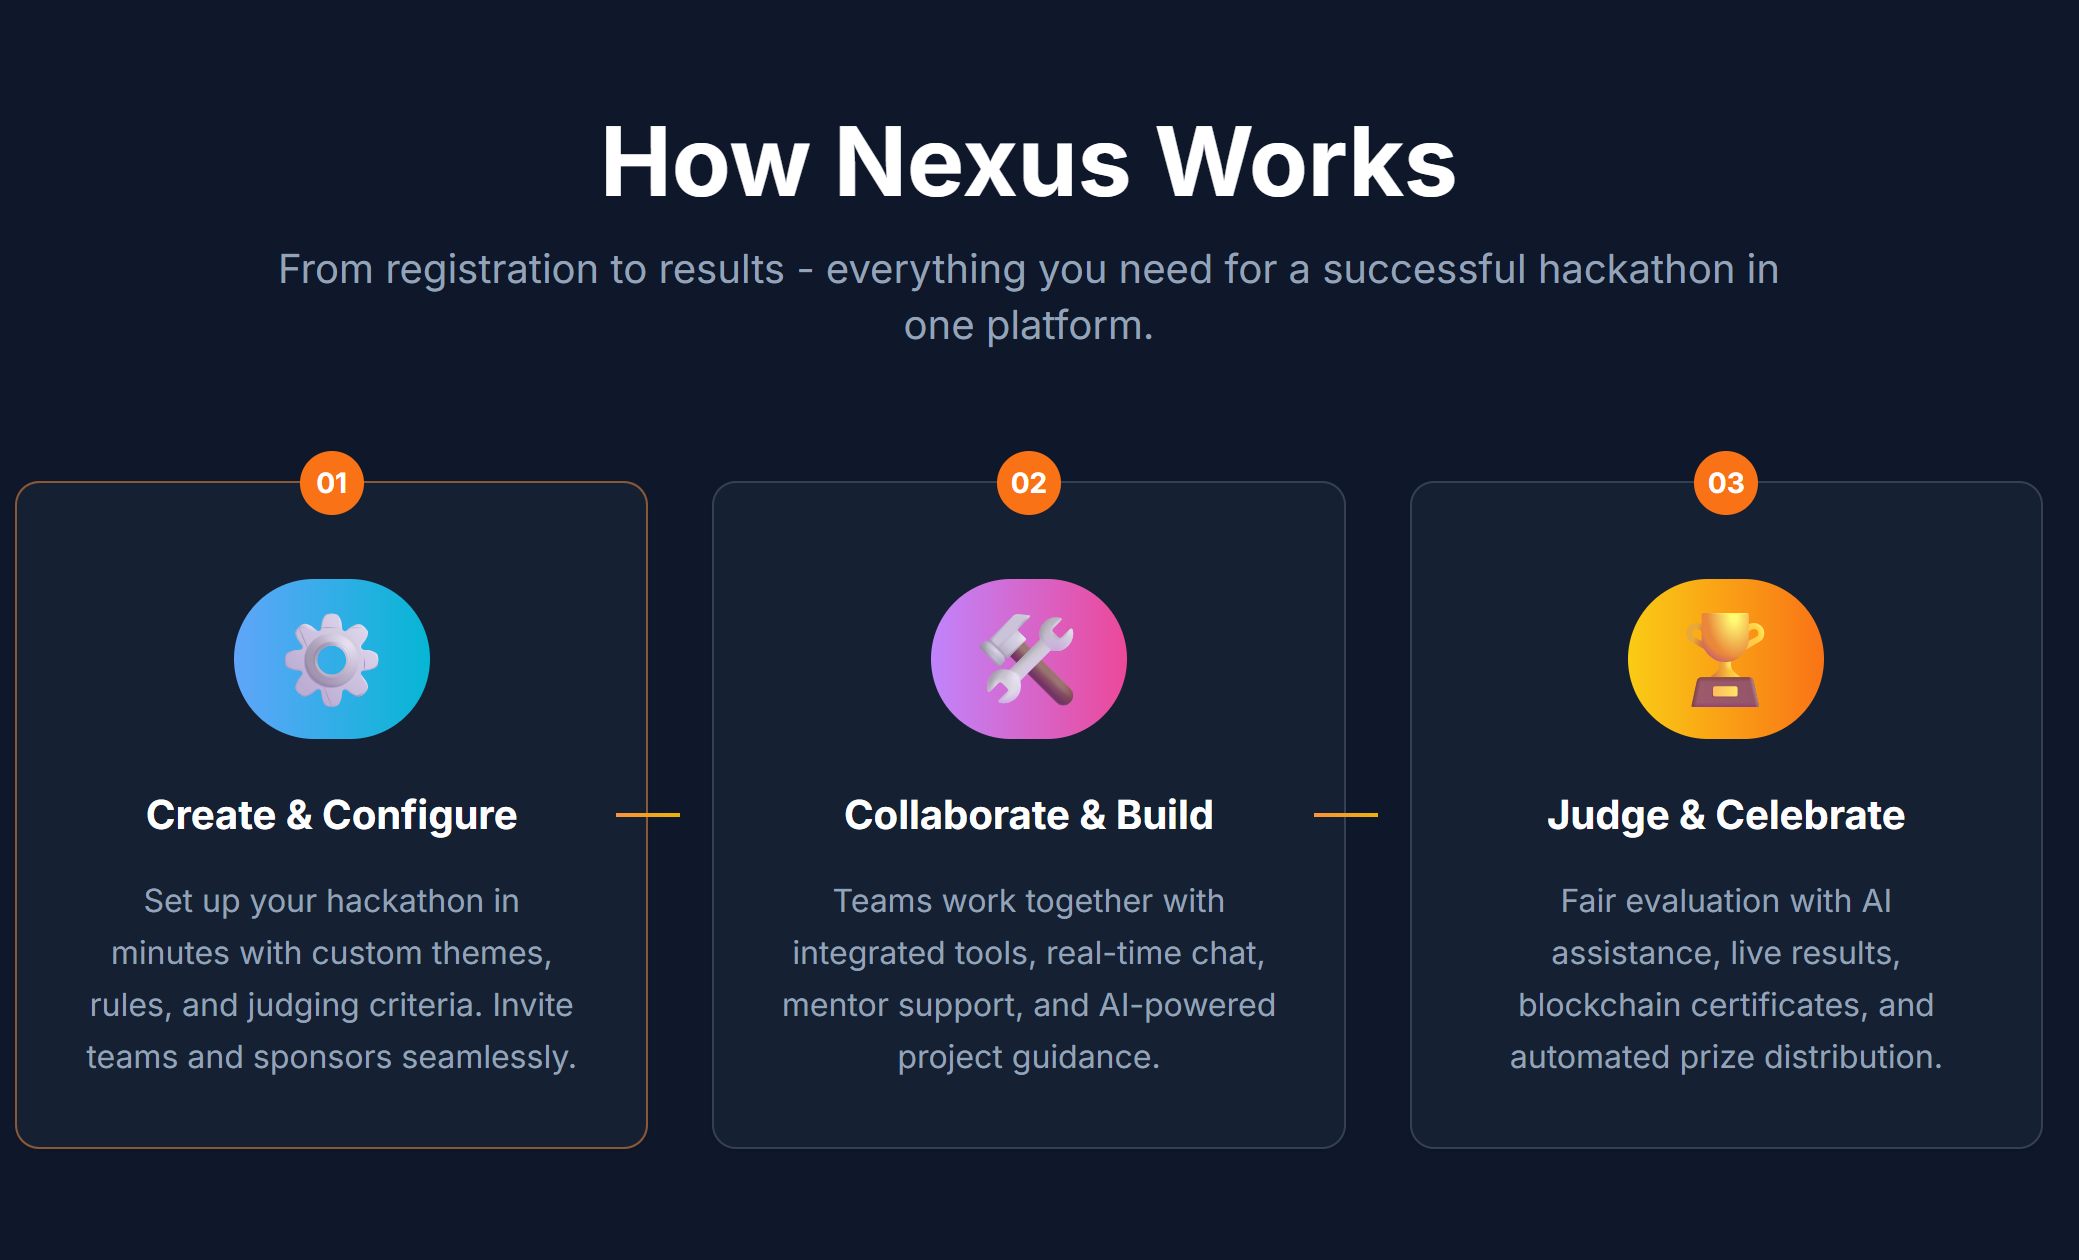 How Nexus Works
From registration to results - everything you need for a successful hackathon in
one platform.
01
Create & Configure
Set up your hackathon in
minutes with custom themes,
rules, and judging criteria. Invite
teams and sponsors seamlessly.
02
Collaborate & Build
Teams work together with
integrated tools, real-time chat,
mentor support, and AI-powered
project guidance.
03
Judge & Celebrate
Fair evaluation with AI
assistance, live results,
blockchain certificates, and
automated prize distribution.